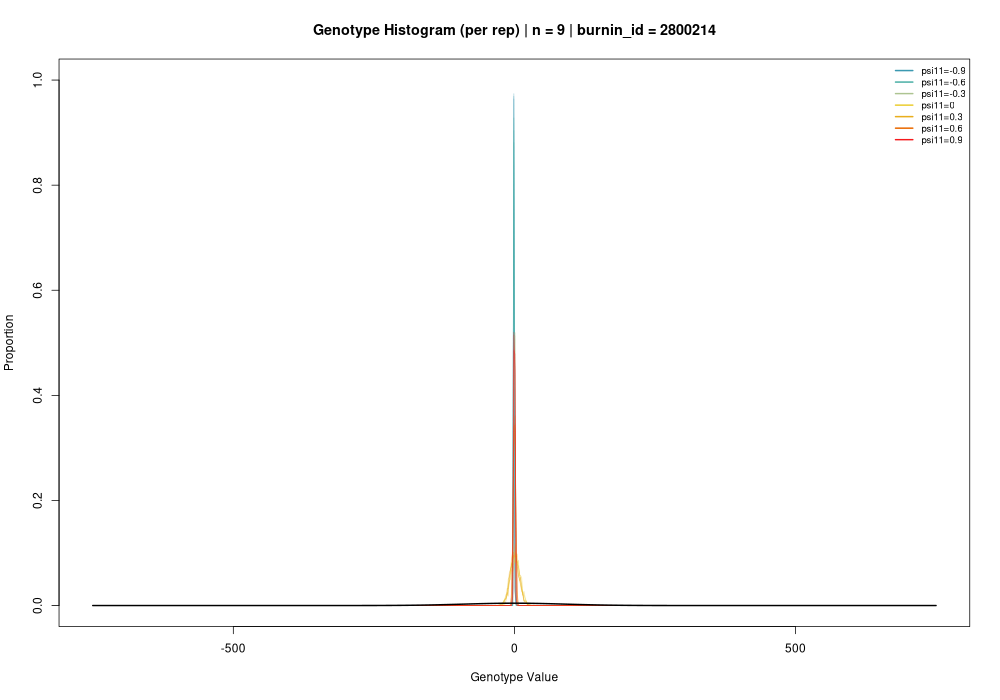 Genotype Histogram (per rep) | n = 9 | burnin_id = 2800214
psi11=-0.9
psi11=-0.6
psi11=-0.3
psi11=0
psi11=0.3
psi11=0.6
psi11=0.9
Proportion
1.0
0.8
0.6
0.4
0.2
0.0
-500
0
500
Genotype Value